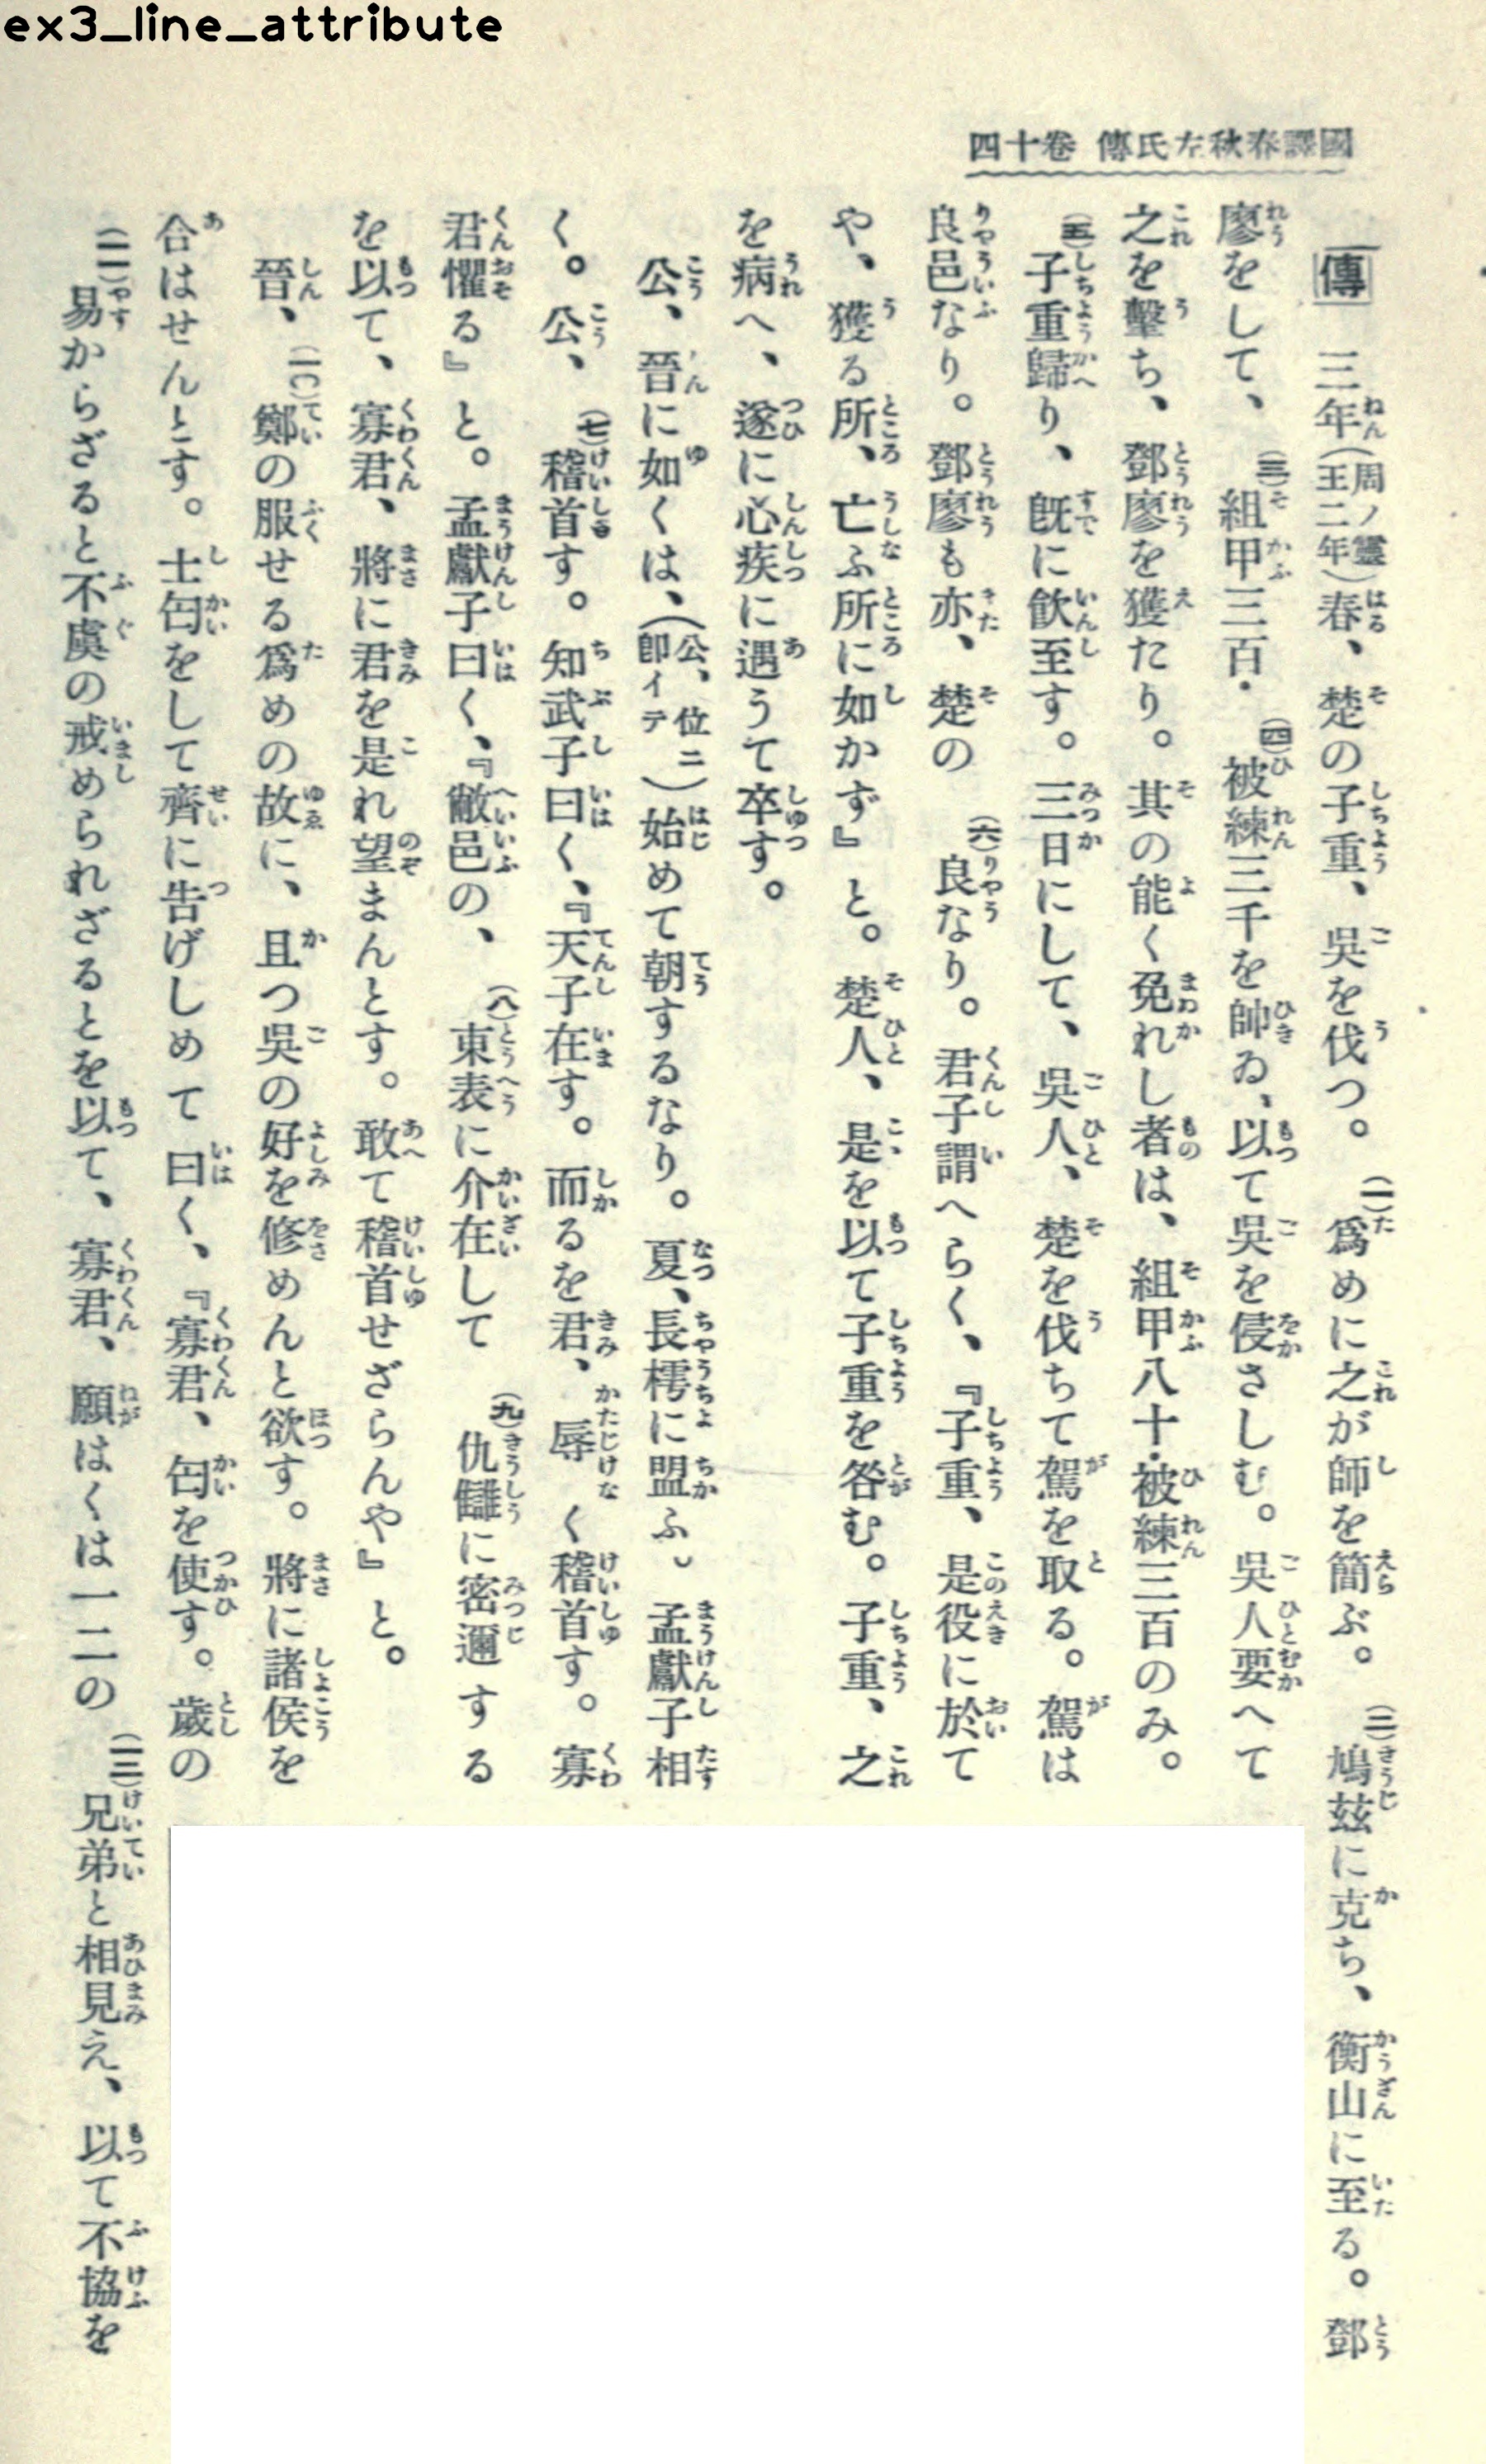 ex3_line_attribute
國譯春秋左氏傳 卷十四
傳 三年(周ノ靈王二年)春、楚の子重、吳を伐つ。(一)爲めに之が師を簡ぶ。(二)鳩玆に克ち、衡山に至る。鄧
廖をして、(三)組甲三百・(四)被練三千を帥ゐ、以て吳を侵さしむ。吳人要へて
之を擊ち、鄧廖を獲たり。其の能く免れし者は、組甲八十・被練三百のみ。
(五)子重歸り、旣に飮至す。三日にして、吳人、楚を伐ちて駕を取る。駕は
良邑なり。鄧廖も亦、楚の(六)良なり。君子謂へらく、『子重、是役に於て
や、獲る所、亡ふ所に如かず』と。楚人、是を以て子重を咎む。子重、之
を病へ、遂に心疾に遇うて卒す。
公、晉に如くは、(公、位ニ卽イテ)始めて朝するなり。夏、長樗に盟ふ。孟獻子相
く。公、(七)稽首す。知武子曰く、『天子在す。而るを君、辱く稽首す。寡
君懼る』と。孟獻子曰く、『敝邑の、(八)東表に介在して(九)仇讎に密邇する
を以て、寡君、將に君を是れ望まんとす。敢て稽首せざらんや』と。
晉、(一〇)鄭の服せる爲めの故に、且つ吳の好を修めんと欲す。將に諸侯を
合はせんとす。士匄をして齊に吿げしめて曰く、『寡君、匄を使す。歲の
(一一)易からざると不虞の戒められざるとを以て、寡君、願はくは一二の(一二)兄弟と相見え、以て不協を